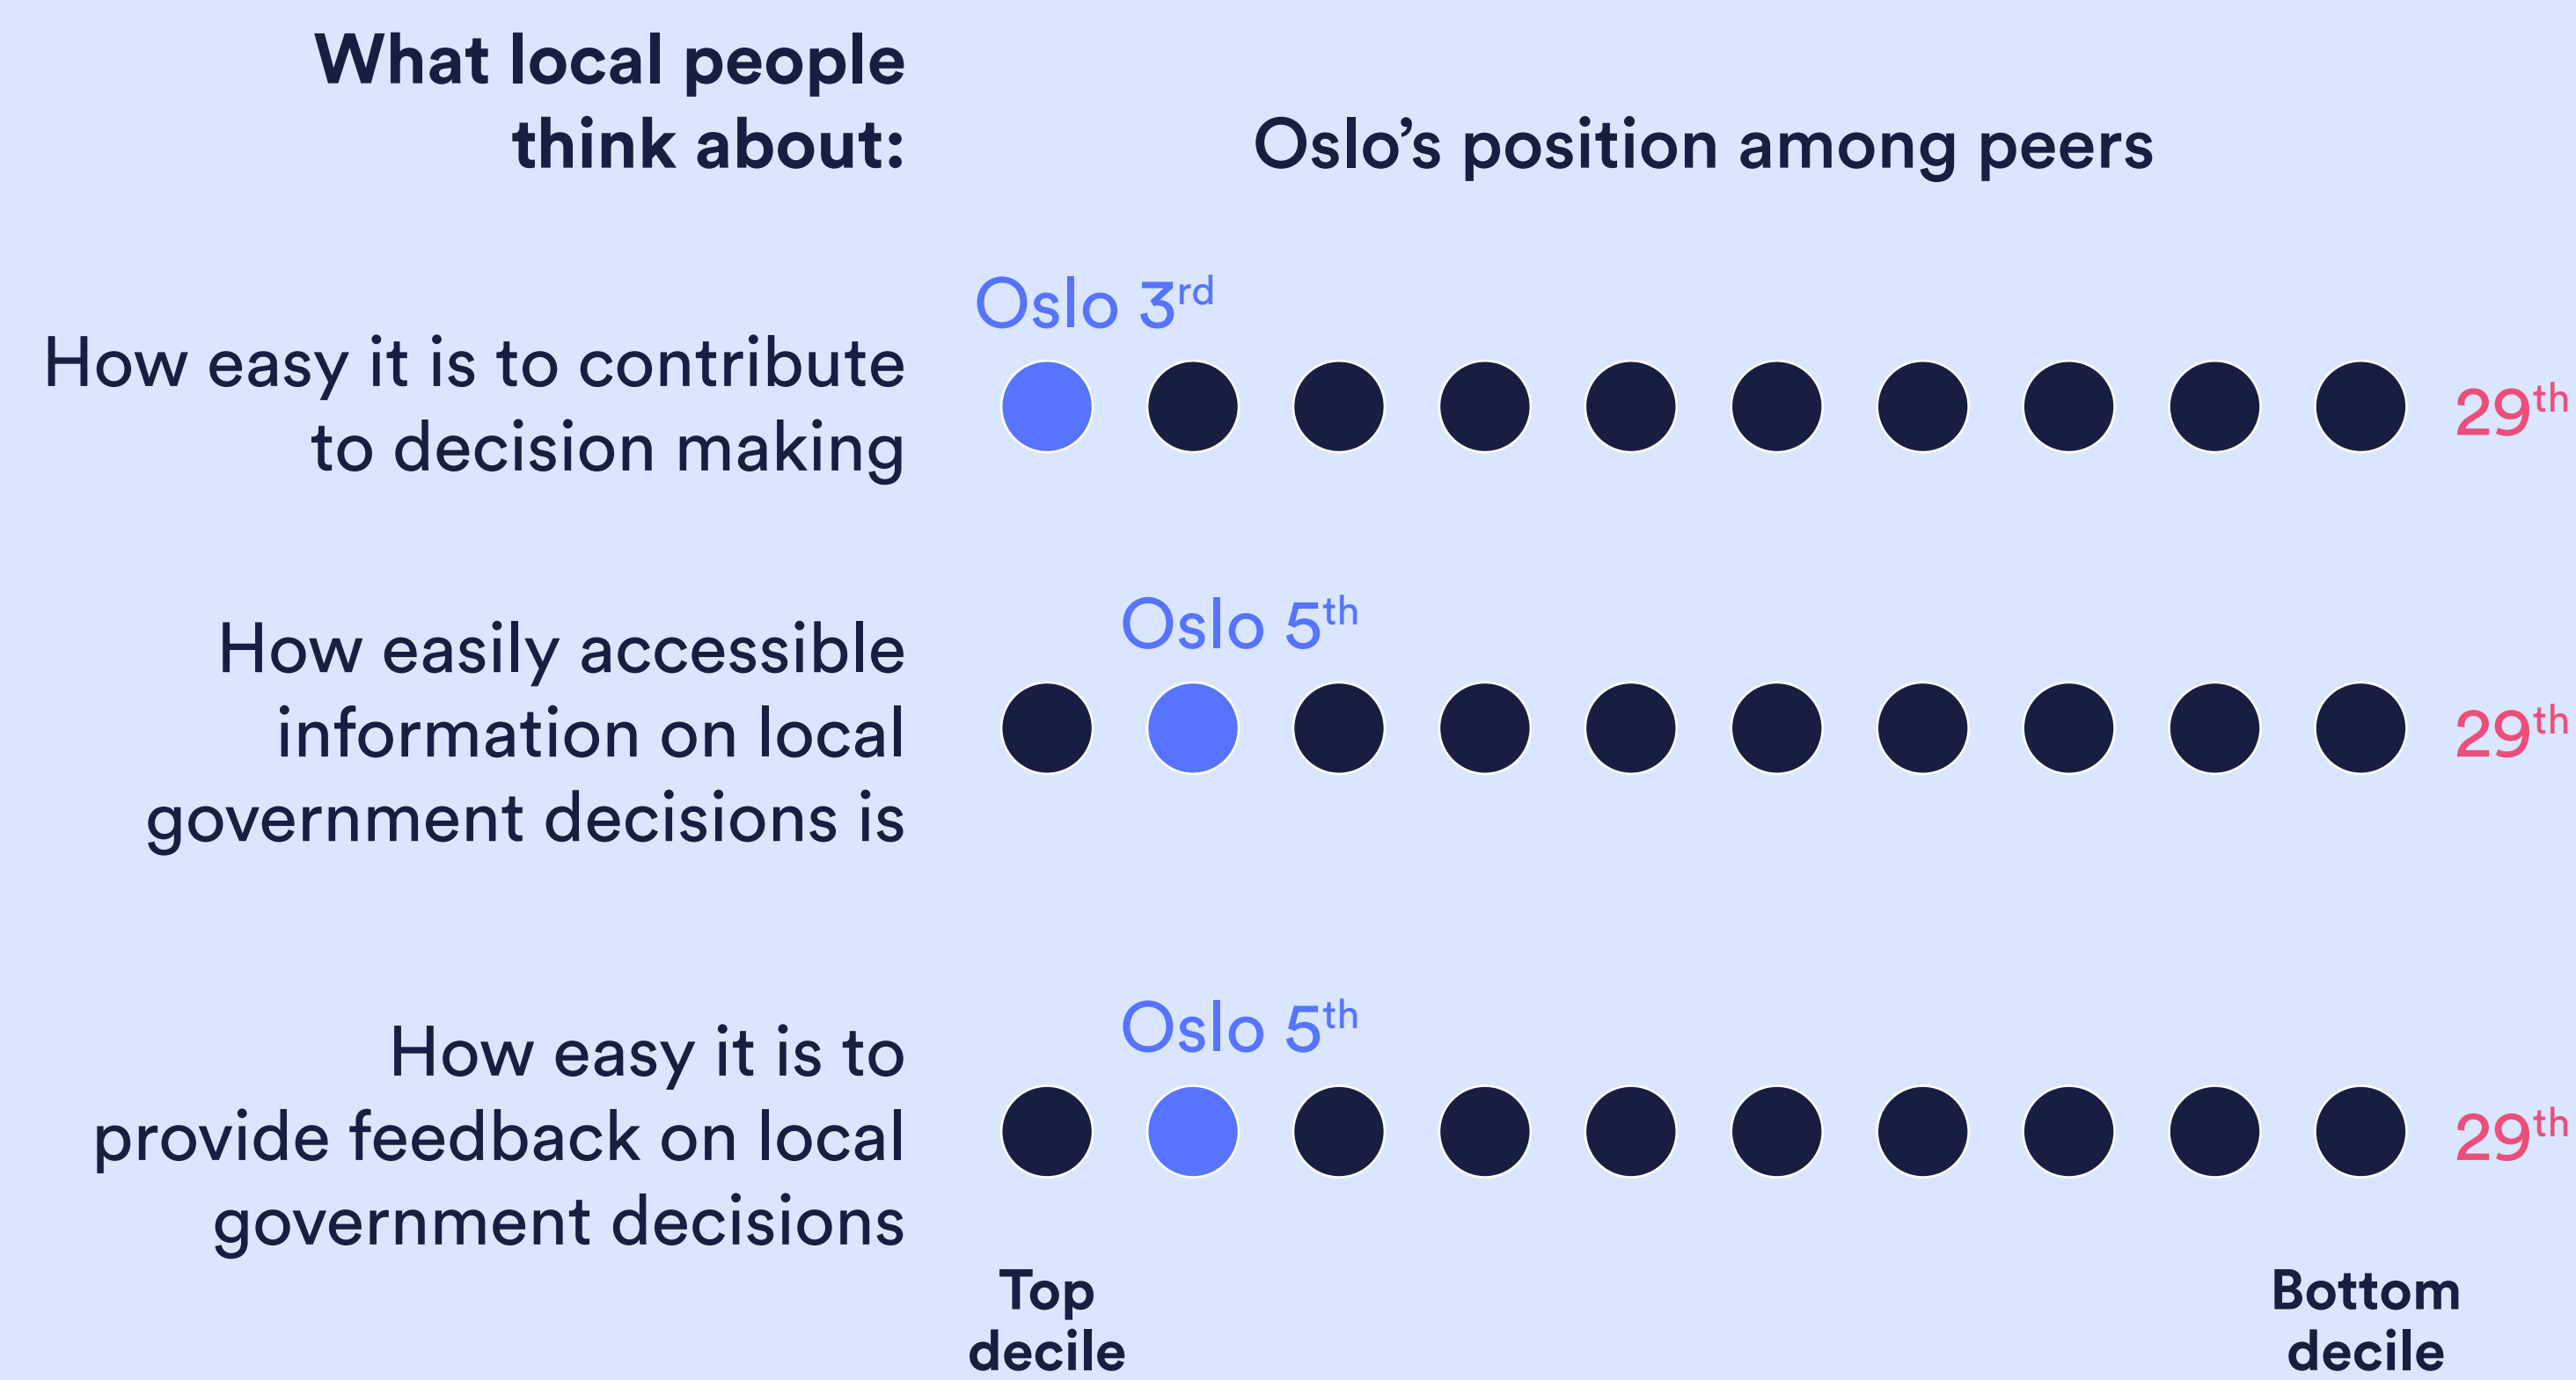 What local people
think about:
Oslo’s position among peers
How easy it is to contribute
to decision making
Oslo 3rd
29th
How easily accessible
information on local
government decisions is
Oslo 5th
29th
How easy it is to
provide feedback on local
government decisions
Oslo 5th
29th
Top
decile
Bottom
decile